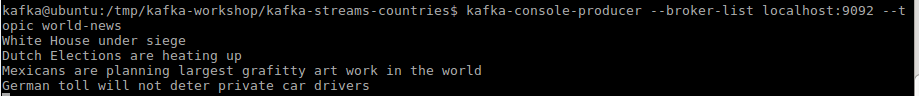 kafka@ubuntu:/tmp/kafka-workshop/kafka-streams-countries$ kafka-console-producer --broker-list localhost:9092 --t
opic world-news
White House under siege
Dutch Elections are heating up
Mexicans are planning largest grafitty art work in the world
German toll will not deter private car drivers